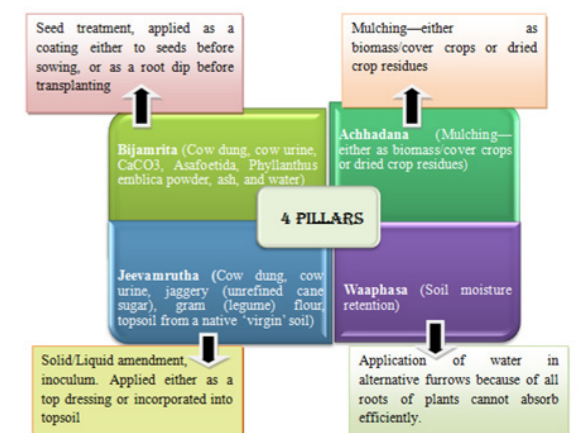 Seed treatment, applied as a
coating either to seeds before
sowing, or as a root dip before
transplanting
Mulching—either as
biomass/cover crops or dried
crop residues
Bijamrita (Cow dung, cow urine,
CaCO3, Asafoetida, Phyllanthus
emblica powder, ash, and water)
Achhadana (Mulching—
either as biomass/cover crops
or dried crop residues)
4 PILLARS
Jeevamrutha (Cow dung, cow
urine, jaggery (unrefined cane
sugar), gram (legume) flour,
topsoil from a native ‘virgin’ soil)
Waaphasa (Soil moisture
retention)
Solid/Liquid amendment,
inoculum. Applied either as a
top dressing or incorporated into
topsoil
Application of water in
alternative furrows because of all
roots of plants cannot absorb
efficiently.